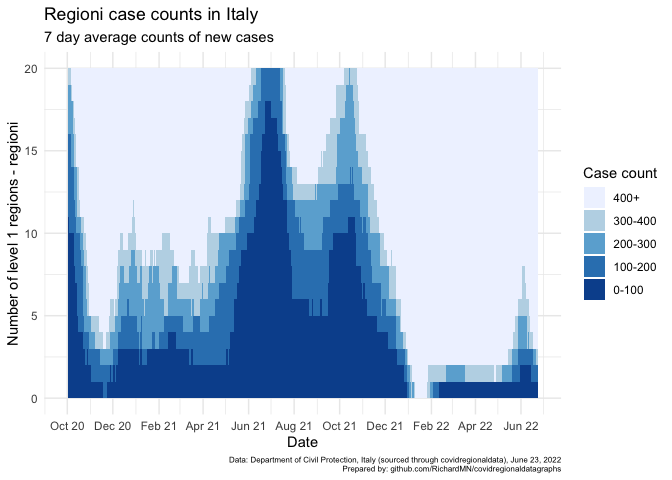 Regioni case counts in Italy
7 day average counts of new cases
Number of level 1 regions - regioni
20
15
10
5
0
Oct 20 Dec 20 Feb 21 Apr 21 Jun 21 Aug 21 Oct 21 Dec 21 Feb 22 Apr 22 Jun 22
Date
Case count
400+
300-400
200-300
100-200
0-100
Data: Department of Civil Protection, Italy (sourced through covidregionaldata), June 23, 2022
Prepared by: github.com/RichardMN/covidregionaldatagraphs